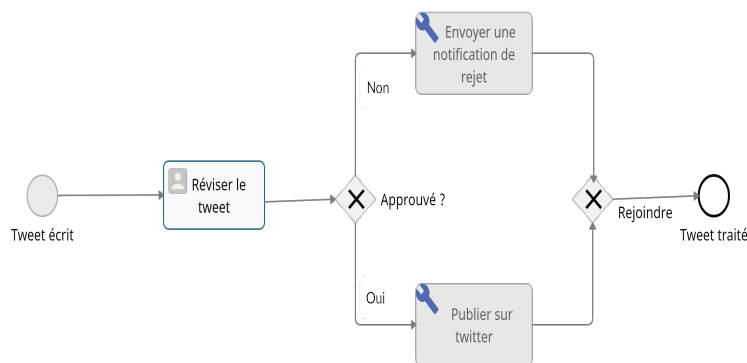 Envoyer une
notification de
rejet
Non
Réviser le
tweet
Approuvé ?
Rejoindre
Tweet écrit
Tweet traité
Oui
Publier sur
twitter